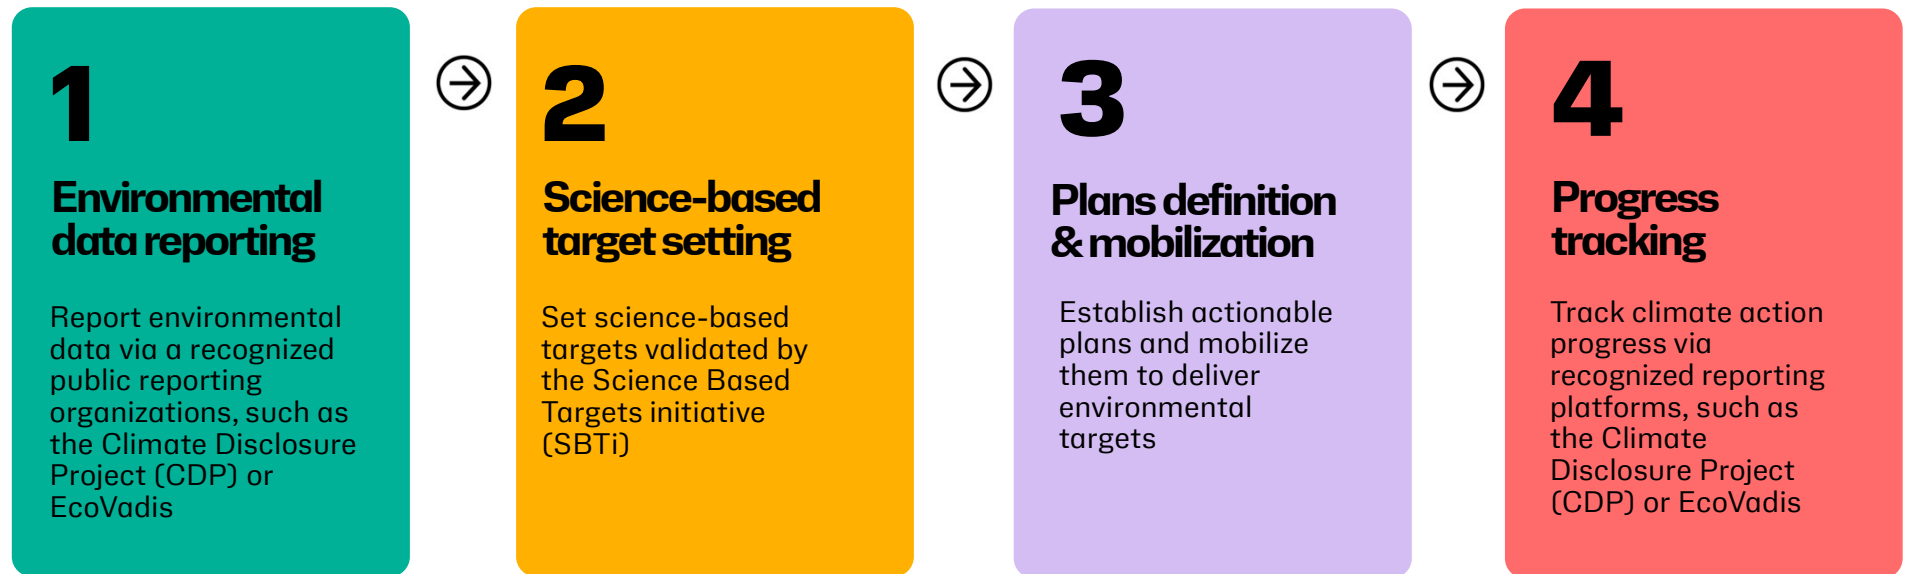 1
Environmental
data reporting
Report environmental
data via a recognized
public reporting
organizations, such as
the Climate Disclosure
Project (CDP) or
EcoVadis
2
Science-based
target setting
Set science-based
targets validated by
the Science Based
Targets initiative
(SBTi)
3
Plans definition
& mobilization
Establish actionable
plans and mobilize
them to deliver
environmental
targets
4
Progress
tracking
Track climate action
progress via
recognized reporting
platforms, such as
the Climate
Disclosure Project
(CDP) or EcoVadis